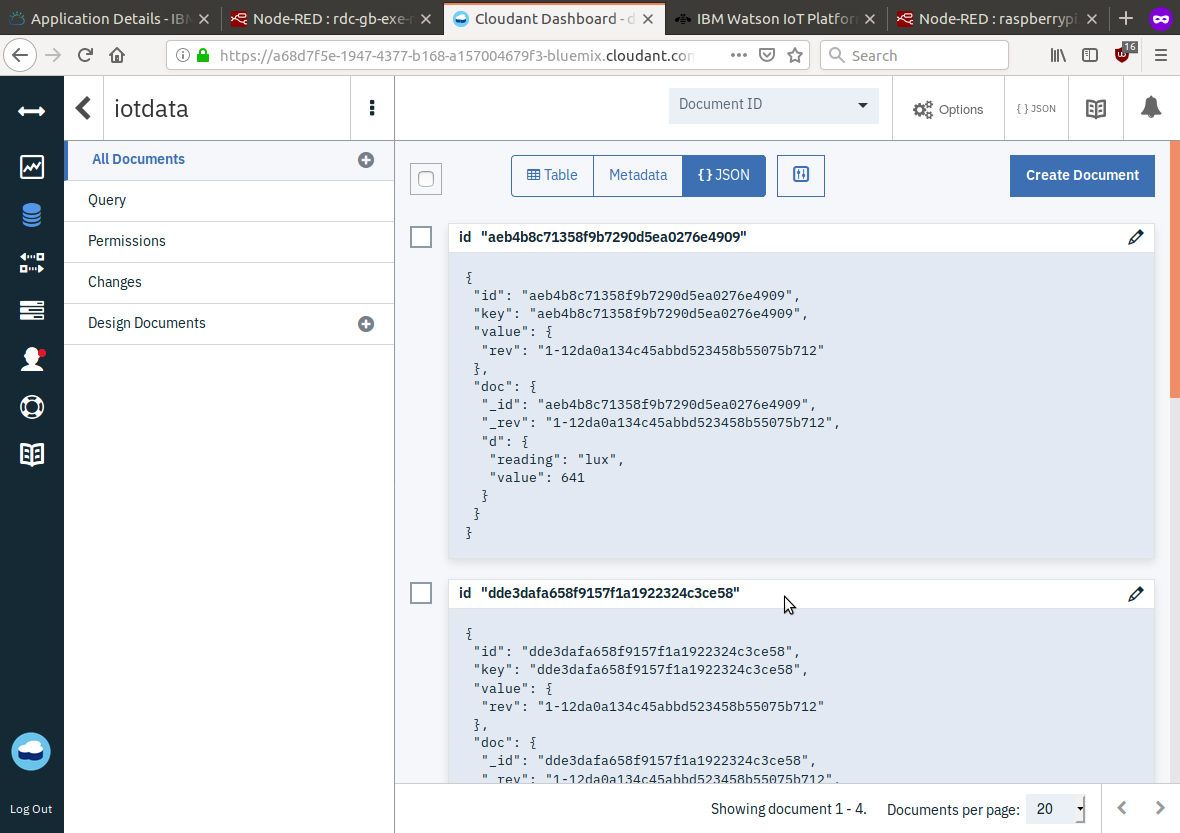 Application Details - IBM
Node-RED : rdc-gb-exe-r
Cloudant Dashboard - d
IBM Watson IoT Platfor
Node-RED : raspberrypi
https://a68d7f5e-1947-4377-b168-a157004679f3-bluemix.cloudant.com
Search
16
iotdata
Document ID
Options
{ } JSON
All Documents
Query
Permissions
Changes
Design Documents
Table
Metadata
{ } JSON
Create Document
id "aeb4b8c71358f9b7290d5ea0276e4909"
{
"id": "aeb4b8c71358f9b7290d5ea0276e4909",
"key": "aeb4b8c71358f9b7290d5ea0276e4909",
"value": {
"rev": "1-12da0a134c45abbd523458b55075b712"
},
"doc": {
"_id": "aeb4b8c71358f9b7290d5ea0276e4909",
"_rev": "1-12da0a134c45abbd523458b55075b712",
"d": {
"reading": "lux",
"value": 641
}
}
}
id "dde3dafa658f9157f1a1922324c3ce58"
{
"id": "dde3dafa658f9157f1a1922324c3ce58",
"key": "dde3dafa658f9157f1a1922324c3ce58",
"value": {
"rev": "1-12da0a134c45abbd523458b55075b712"
},
"doc": {
"_id": "dde3dafa658f9157f1a1922324c3ce58",
"_rev": "1-12da0a134c45abbd523458b55075b712",
Log Out
Showing document 1 - 4.
Documents per page:
20